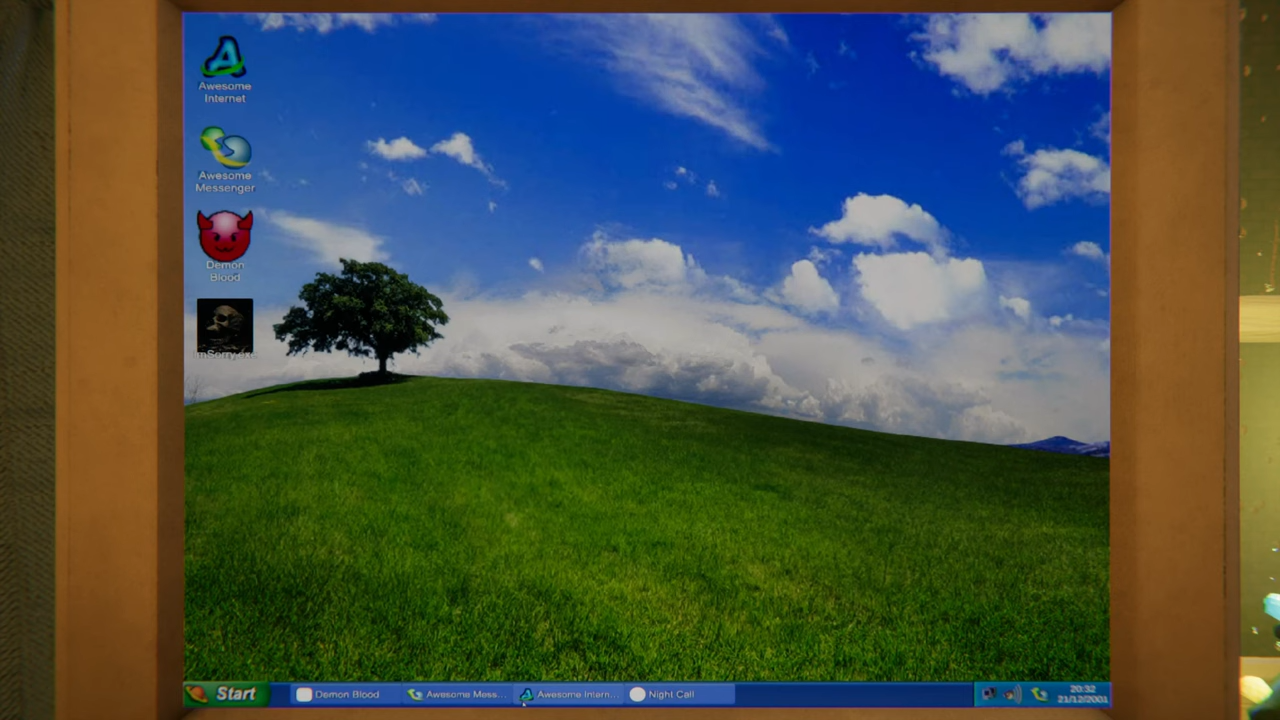 Awesome
Internet
Awesome
Messenger
Demon
Blood
Start
Demon Blood
Awesome Mess...
Awesome Intern...
Night Call
20:32
21/12/2001